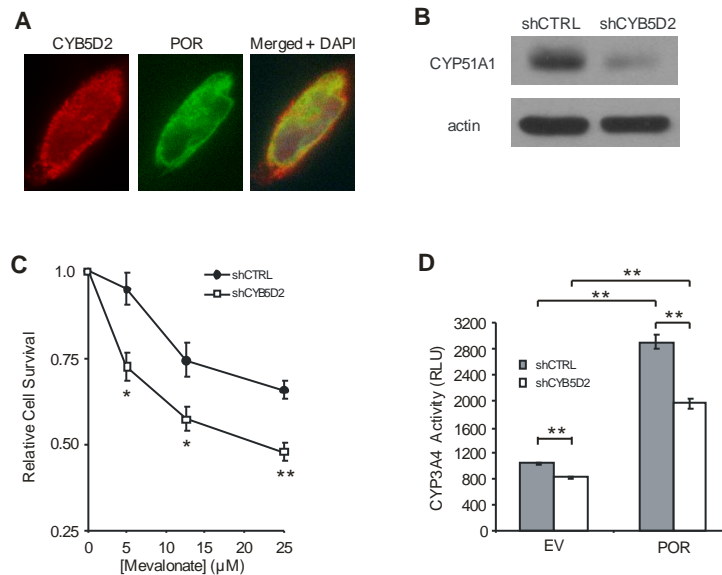 A
CYB5D2 POR Merged + DAPI
B
shCTRL shCYB5D2
CYP51A1
actin
C
Relative Cell Survival
1.0
0.75
0.50
0.25
shCTRL
shCYB5D2
*
*
**
0 5 10 15 20 25
[Mevalonate] (µM)
D
CYP3A4 Activity (RLU)
3200
2800
2400
2000
1600
1200
800
400
0
**
**
**
**
shCTRL
shCYB5D2
EV POR